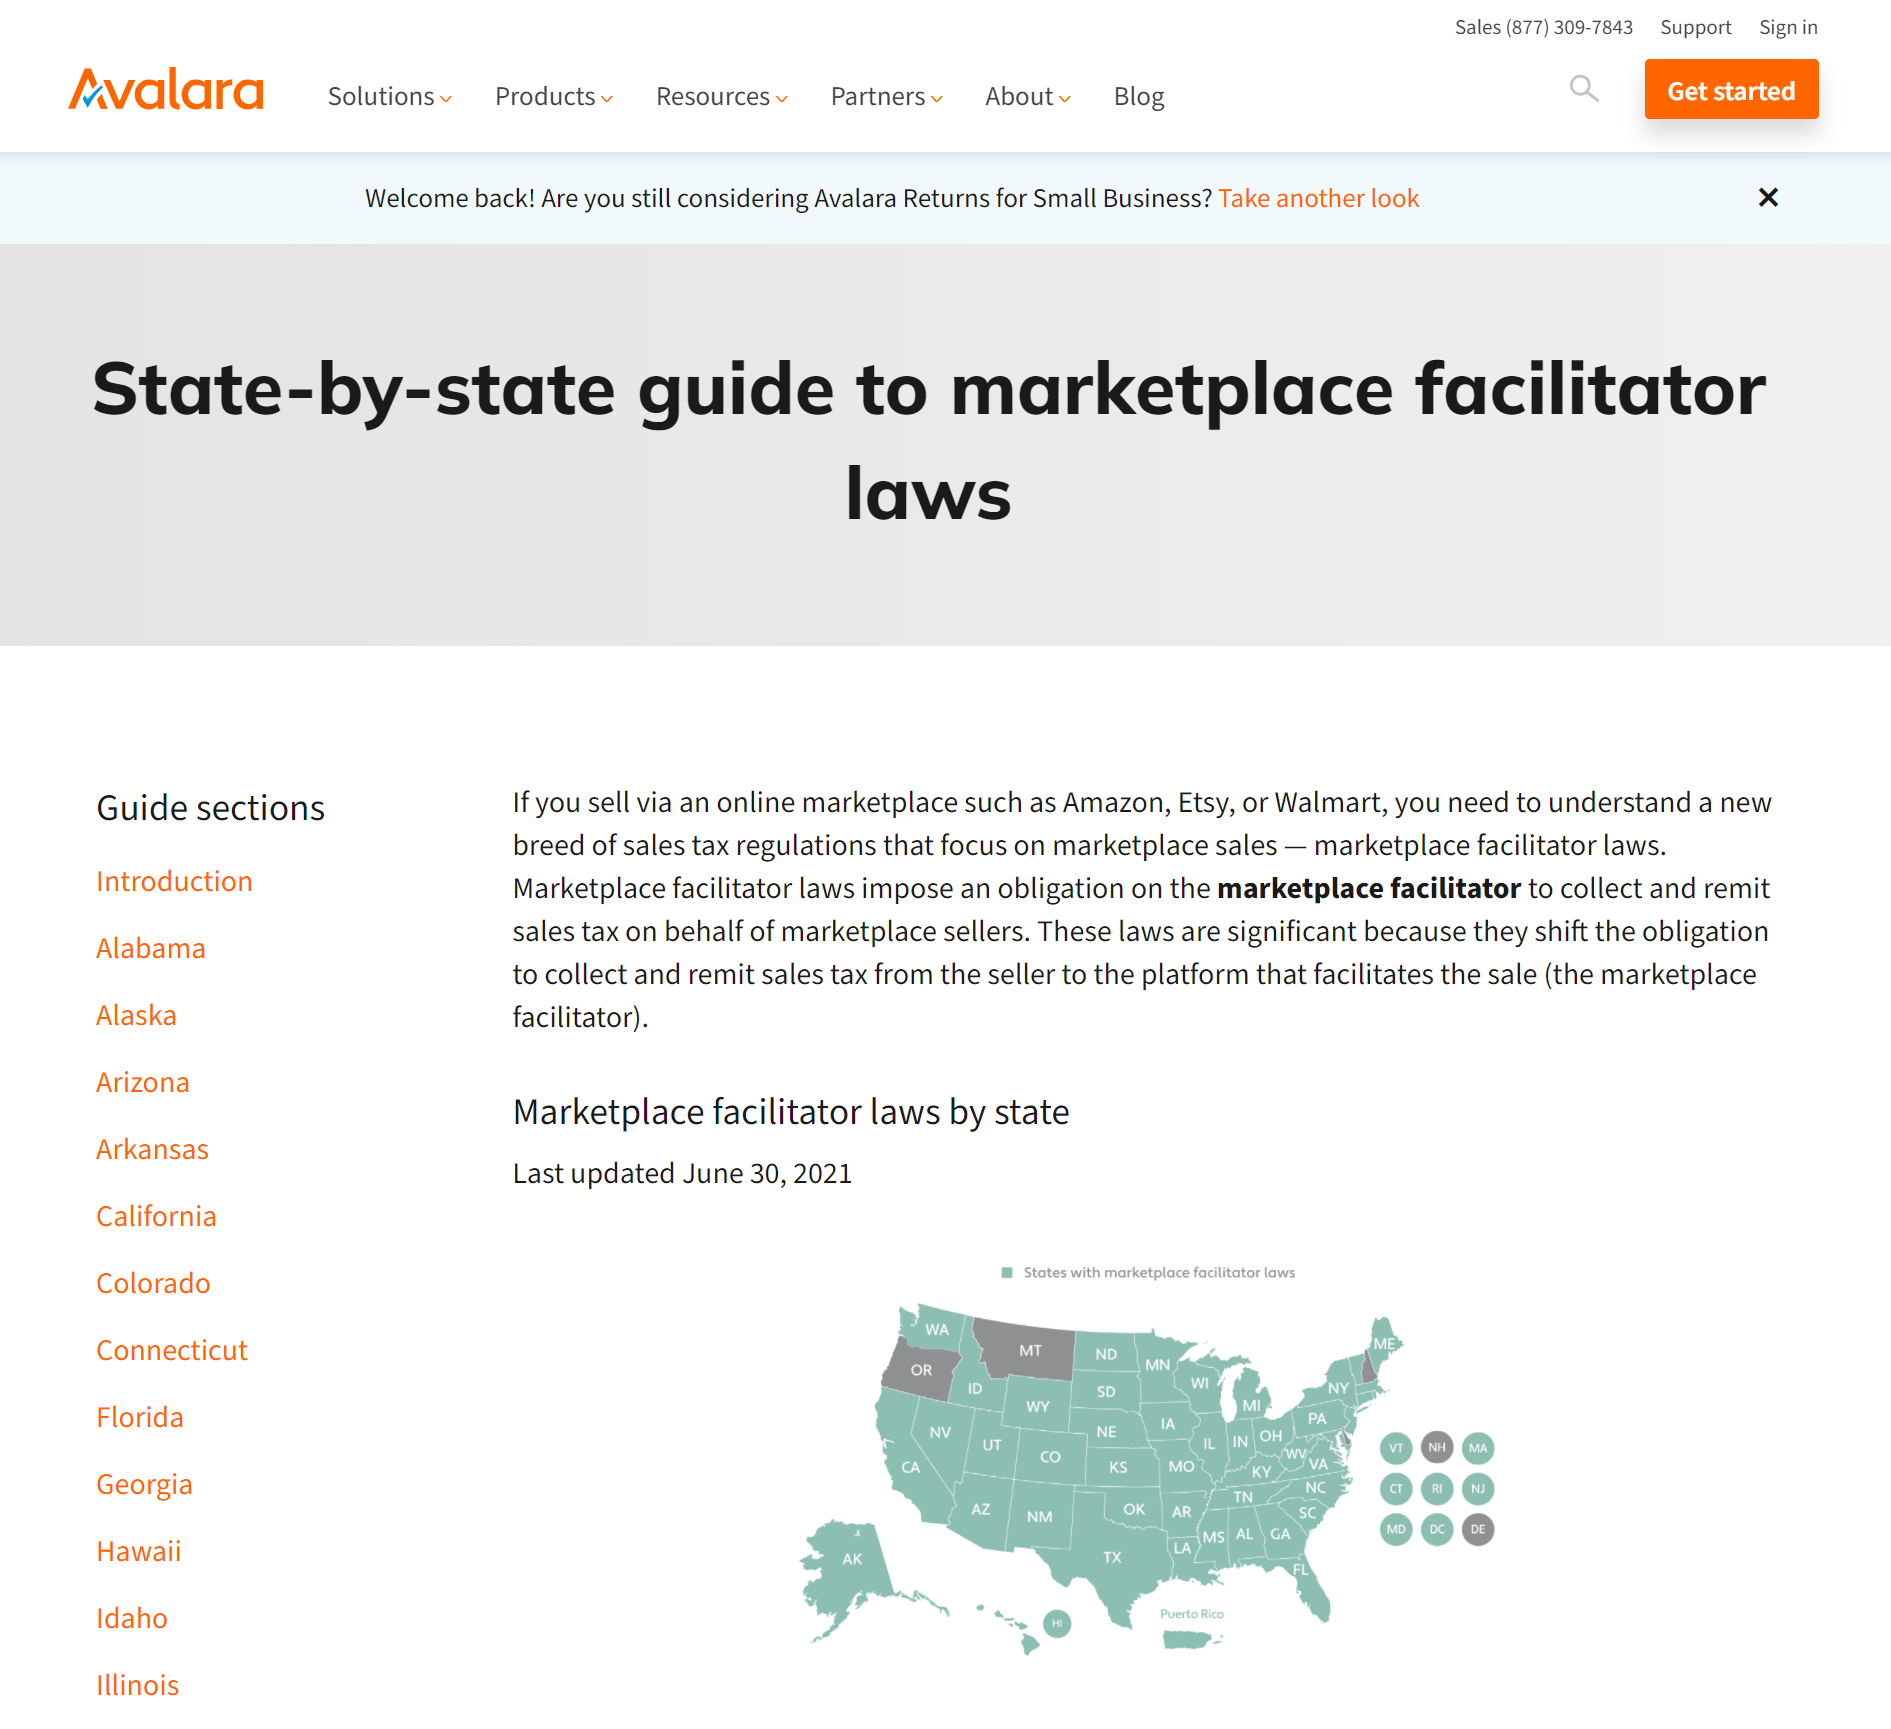 Sales (877) 309-7843 Support Sign in
Avalara Solutions Products Resources Partners About Blog Get started
Welcome back! Are you still considering Avalara Returns for Small Business? Take another look ×
State-by-state guide to marketplace facilitator
laws
Guide sections
Introduction
Alabama
Alaska
Arizona
Arkansas
California
Colorado
Connecticut
Florida
Georgia
Hawaii
Idaho
Illinois
If you sell via an online marketplace such as Amazon, Etsy, or Walmart, you need to understand a new
breed of sales tax regulations that focus on marketplace sales — marketplace facilitator laws.
Marketplace facilitator laws impose an obligation on the marketplace facilitator to collect and remit
sales tax on behalf of marketplace sellers. These laws are significant because they shift the obligation
to collect and remit sales tax from the seller to the platform that facilitates the sale (the marketplace
facilitator).
Marketplace facilitator laws by state
Last updated June 30, 2021
States with marketplace facilitator laws
WA
MT
ND
MN
ME
OR
ID
SD
WI
NY
WY
MI
NV
UT
NE
IA
PA
CO
IL
IN
OH
WV
VA
CA
KS
MO
KY
NC
AZ
NM
OK
AR
TN
SC
TX
LA
MS
AL
GA
FL
AK
HI
Puerto Rico
VT NH MA
CT RI NJ
MD DC DE